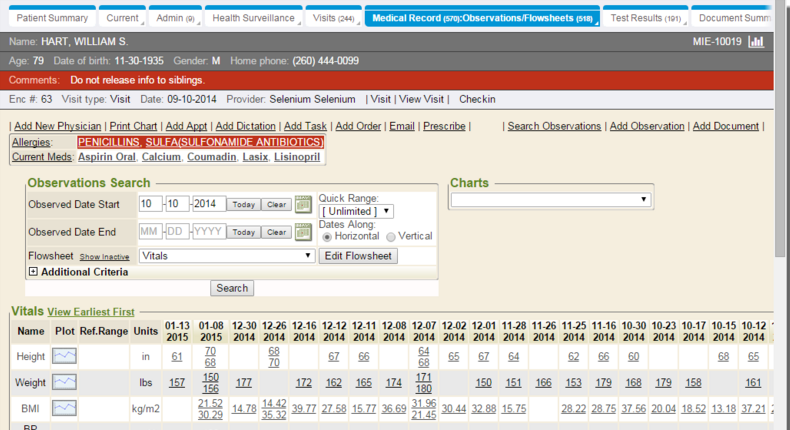 Patient Summary Current Admin (9) Health Surveillance Visits (244) Medical Record (570):Observations/Flowsheets (518) Test Results (191) Document Summ
Name: HART, WILLIAM S. MIE-10019
Age: 79 Date of birth: 11-30-1935 Gender: M Home phone: (260) 444-0099
Comments: Do not release info to siblings.
Enc #: 63 Visit type: Visit Date: 09-10-2014 Provider: Selenium Selenium | Visit | View Visit | Checkin
| Add New Physician | Print Chart | Add Appt | Add Dictation | Add Task | Add Order | Email | Prescribe | | Search Observations | Add Observation | Add Document |
Allergies: PENICILLINS, SULFA(SULFONAMIDE ANTIBIOTICS)
Current Meds: Aspirin Oral, Calcium, Coumadin, Lasix, Lisinopril
Observations Search Charts
Observed Date Start 10 -10 -2014 Today Clear Quick Range:
[ Unlimited ]
Observed Date End MM -DD -YYYY Today Clear Dates Along:
Horizontal Vertical
Flowsheet Show Inactive Vitals Edit Flowsheet
+ Additional Criteria
Search
Vitals View Earliest First
Name Plot Ref.Range Units 01-13 2015 01-08 2015 12-30 2014 12-26 2014 12-16 2014 12-12 2014 12-11 2014 12-08 2014 12-07 2014 12-02 2014 12-01 2014 11-28 2014 11-26 2014 11-25 2014 11-16 2014 10-30 2014 10-23 2014 10-17 2014 10-15 2014 10-12 2014
Height in 61 70 68 68 70 67 66 64 68 65 67 64 62 66 60 68 65
Weight lbs 157 150 156 177 172 162 165 174 171 180 150 151 166 153 179 168 179 158 161
BMI kg/m2 21.52 30.29 14.78 14.42 35.32 39.77 27.58 15.77 36.69 31.96 21.45 30.44 32.88 15.75 28.22 28.75 37.56 20.04 18.52 13.18 37.21
BP